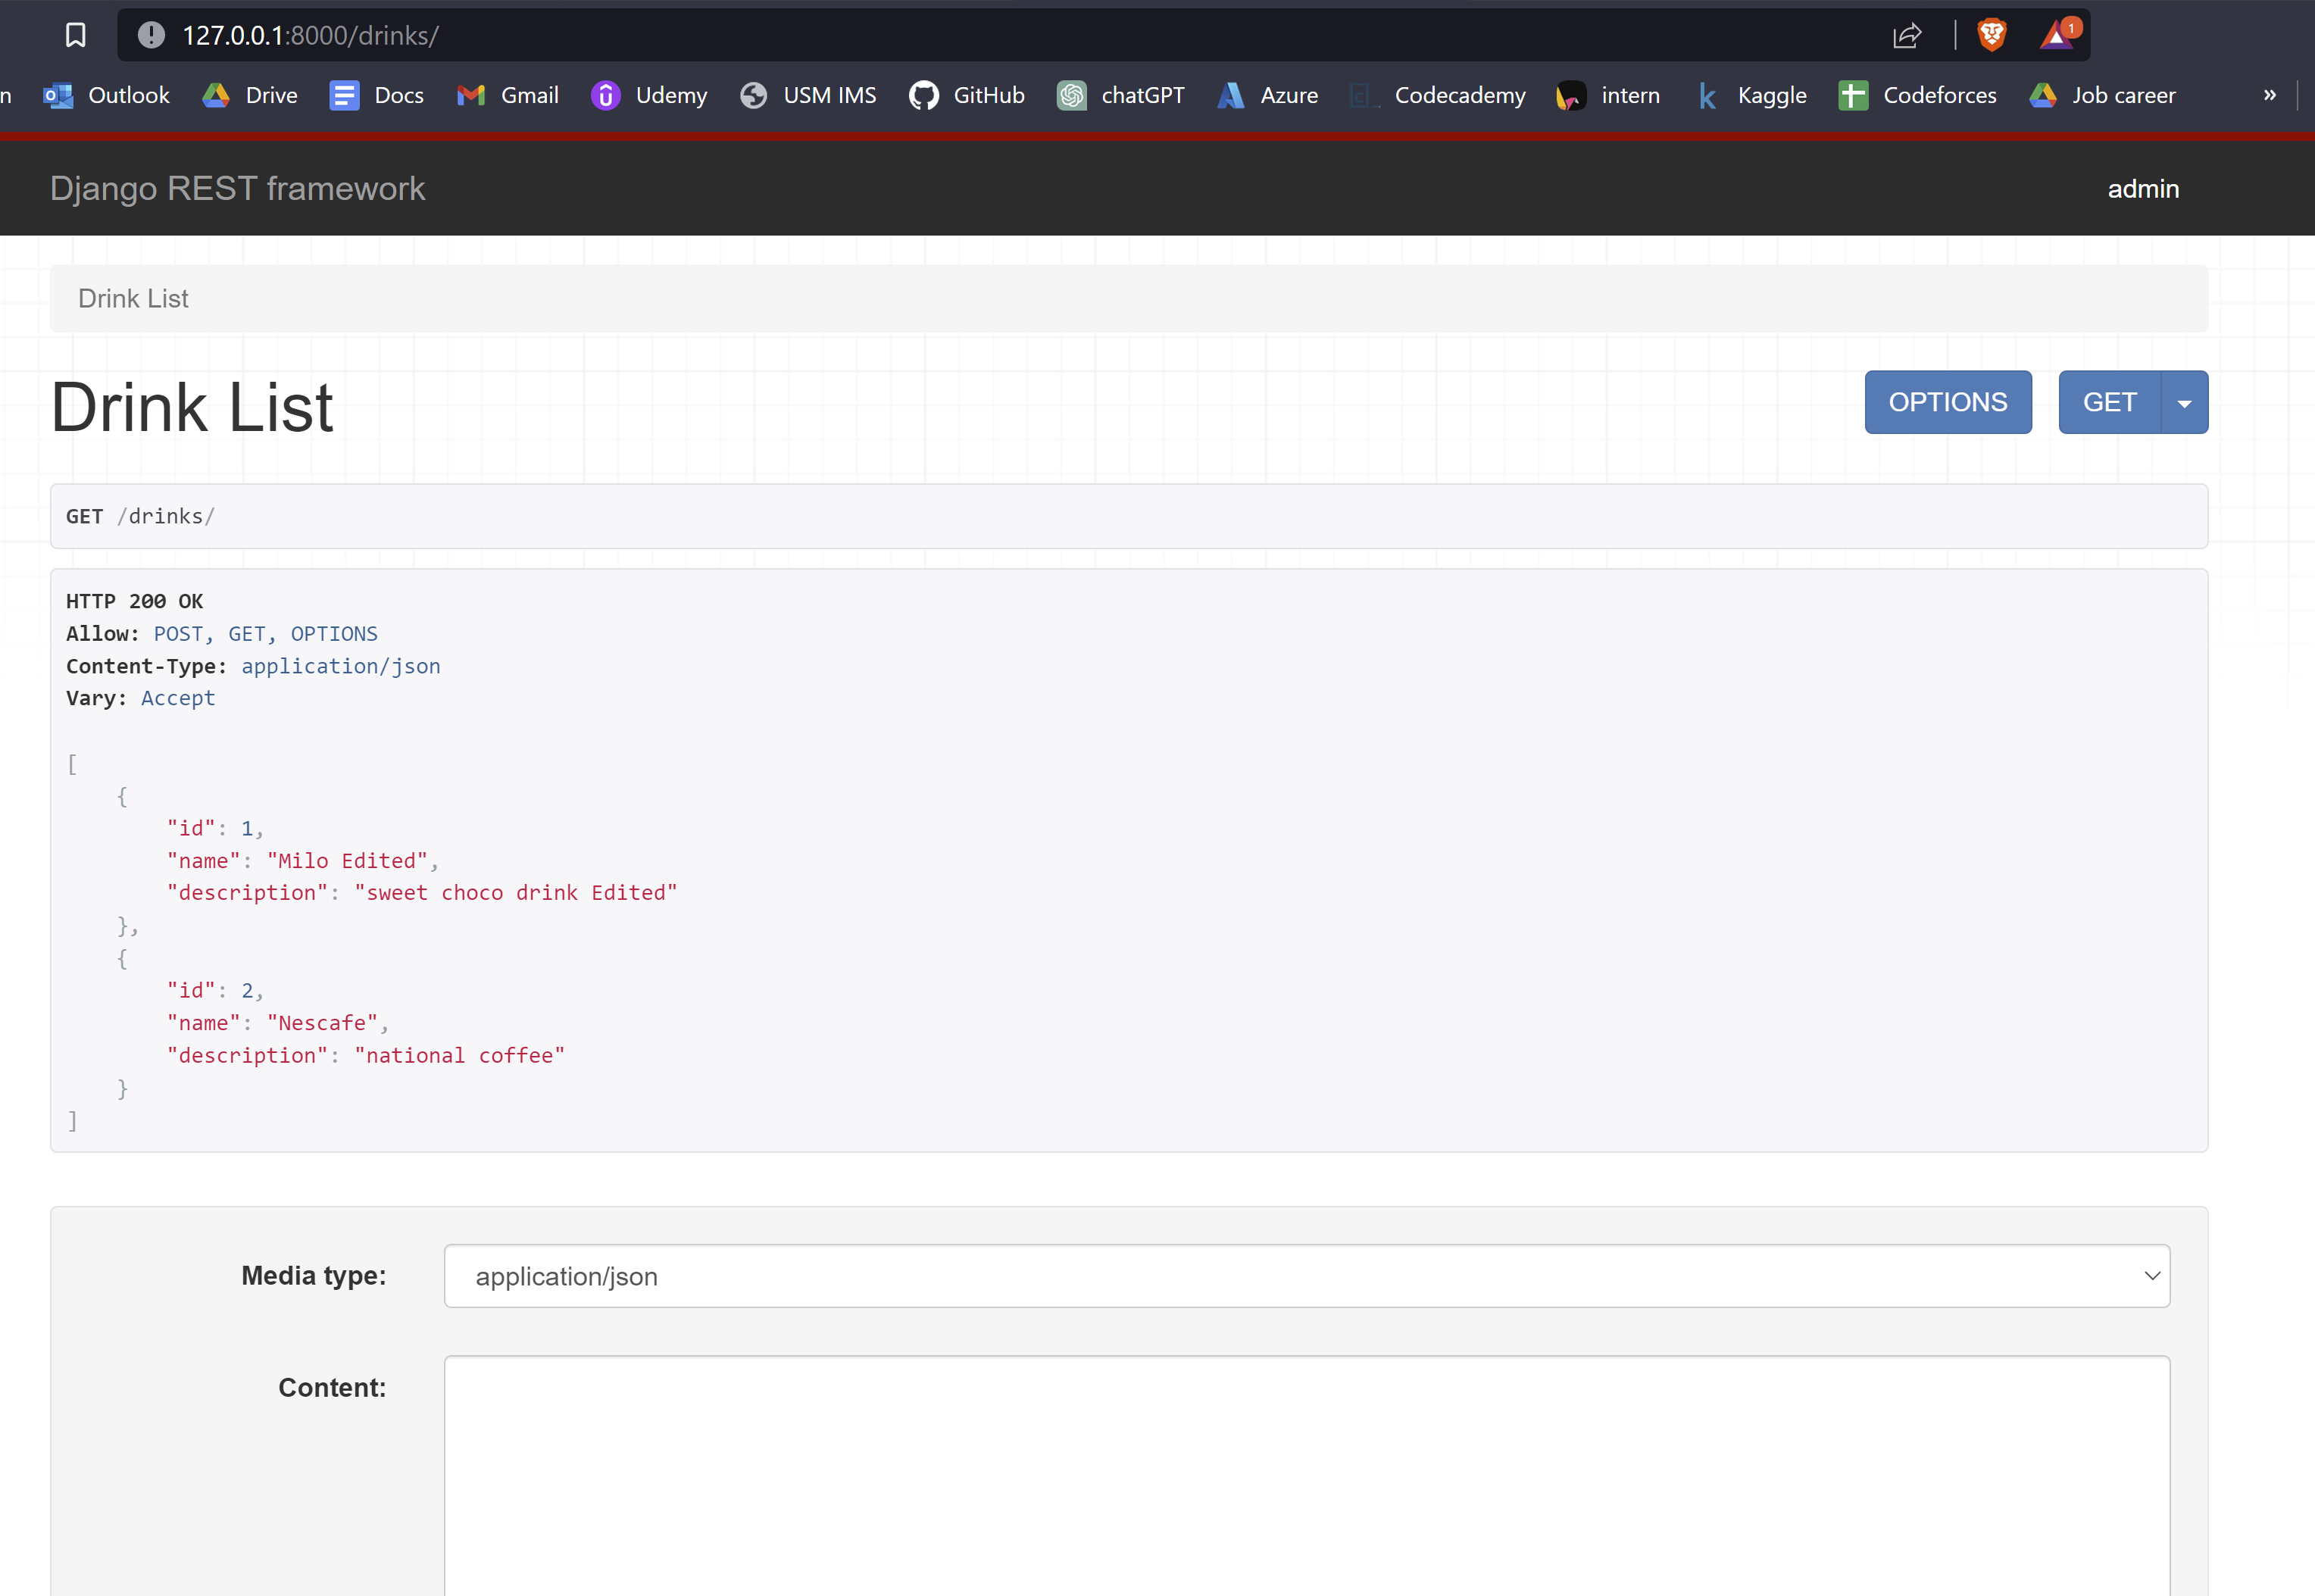 127.0.0.1:8000/drinks/
1
n Outlook Drive Docs Gmail Udemy USM IMS GitHub chatGPT Azure Codecademy intern Kaggle Codeforces Job career »
Django REST framework admin
Drink List
Drink List OPTIONS GET
GET /drinks/
HTTP 200 OK
Allow: POST, GET, OPTIONS
Content-Type: application/json
Vary: Accept
[
    {
        "id": 1,
        "name": "Milo Edited",
        "description": "sweet choco drink Edited"
    },
    {
        "id": 2,
        "name": "Nescafe",
        "description": "national coffee"
    }
]
Media type: application/json
Content: